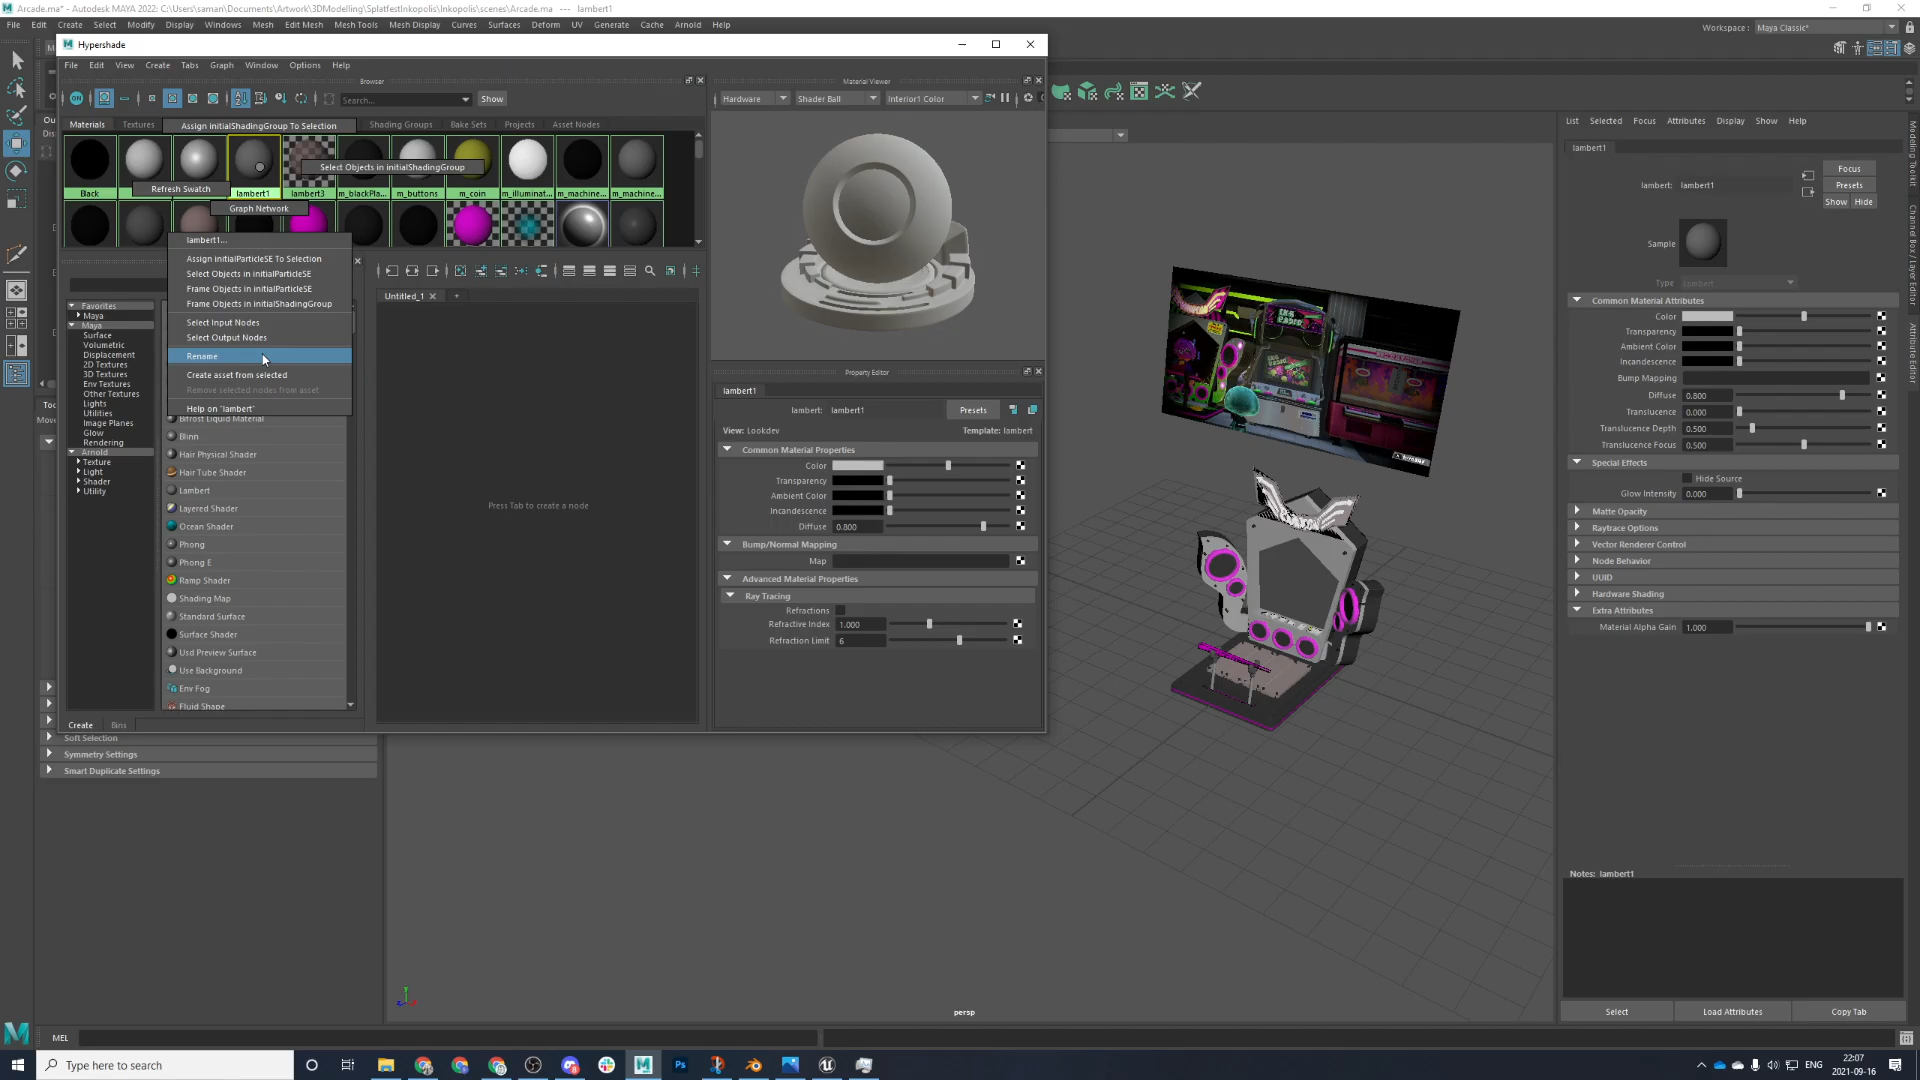 Arcade.ma* - Autodesk MAYA 2022: C:\Users\saman\Documents\Artwork\3DModelling\SplatfestInkopolis\Inkopolis\scenes\Arcade.ma --- lambert1
File Edit Create Select Modify Display Windows Mesh Edit Mesh Mesh Tools Mesh Display Curves Surfaces Deform UV Generate Cache Arnold Help
Workspace: Maya Classic*
Hypershade
File Edit View Create Tabs Graph Window Options Help
Browser
Material Viewer
ON
Search...
Show
Hardware
Shader Ball
Interior1 Color
Materials Textures
Assign initialShadingGroup To Selection
Shading Groups Bake Sets Projects Asset Nodes
Select Objects in initialShadingGroup
Refresh Swatch
Back
lambert1
lambert3
m_blackPla...
m_buttons
m_coin
m_illuminat...
m_machine...
m_machine...
Graph Network
lambert1...
Assign initialParticleSE To Selection
Select Objects in initialParticleSE
Frame Objects in initialParticleSE
Frame Objects in initialShadingGroup
Select Input Nodes
Select Output Nodes
Rename
Create asset from selected
Remove selected nodes from asset
Help on "lambert"
Favorites
Maya
Maya
Surface
Volumetric
Displacement
2D Textures
3D Textures
Env Textures
Other Textures
Lights
Utilities
Image Planes
Glow
Rendering
Arnold
Texture
Light
Shader
Utility
Bifrost Liquid Material
Blinn
Hair Physical Shader
Hair Tube Shader
Lambert
Layered Shader
Ocean Shader
Phong
Phong E
Ramp Shader
Shading Map
Standard Surface
Surface Shader
Usd Preview Surface
Use Background
Env Fog
Fluid Shape
Create Bins
Untitled_1
Press Tab to create a node
Property Editor
lambert1
lambert: lambert1
Presets
View: Lookdev
Template: lambert
Common Material Properties
Color
Transparency
Ambient Color
Incandescence
Diffuse 0.800
Bump/Normal Mapping
Map
Advanced Material Properties
Ray Tracing
Refractions
Refractive Index 1.000
Refraction Limit 6
Soft Selection
Symmetry Settings
Smart Duplicate Settings
persp
List Selected Focus Attributes Display Show Help
lambert1
lambert: lambert1
Focus
Presets
Show Hide
Sample
Type Lambert
Common Material Attributes
Color
Transparency
Ambient Color
Incandescence
Bump Mapping
Diffuse 0.800
Translucence 0.000
Translucence Depth 0.500
Translucence Focus 0.500
Special Effects
Hide Source
Glow Intensity 0.000
Matte Opacity
Raytrace Options
Vector Renderer Control
Node Behavior
UUID
Hardware Shading
Extra Attributes
Material Alpha Gain 1.000
Notes: lambert1
Select
Load Attributes
Copy Tab
Modeling Toolkit
Channel Box / Layer Editor
Attribute Editor
MEL
Type here to search
ENG
22:07
2021-09-16